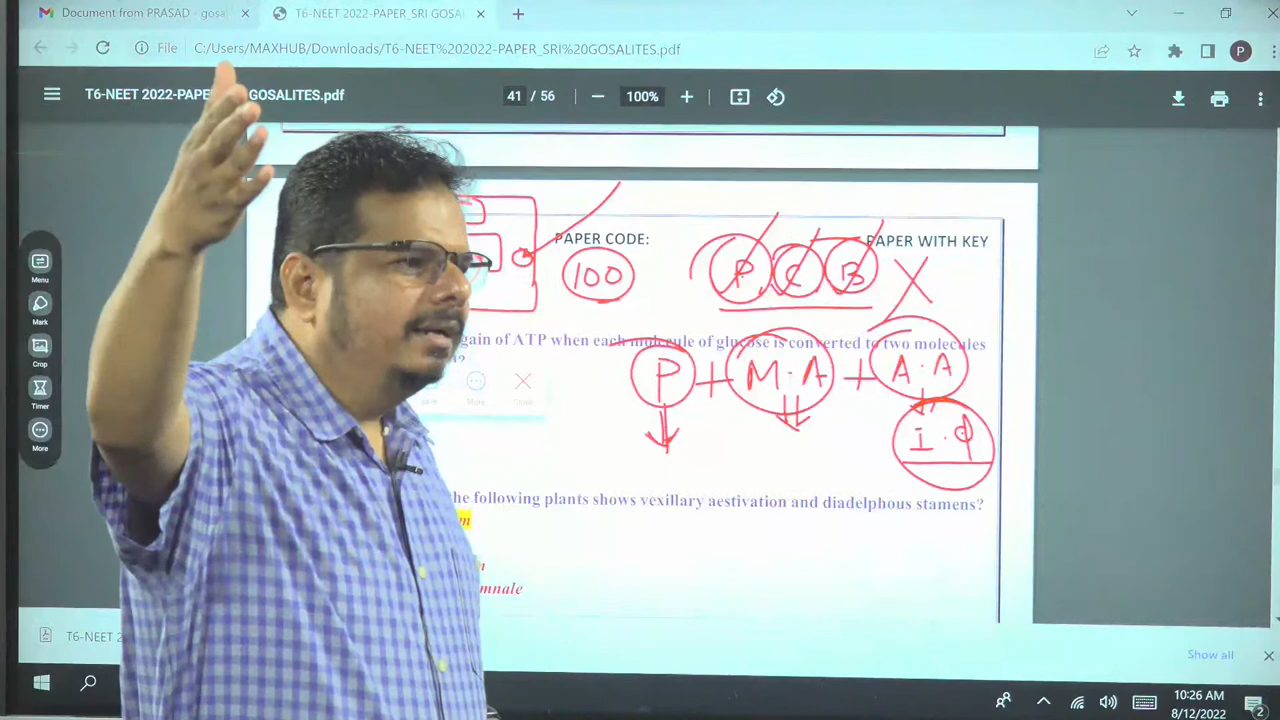 Document from PRASAD - gosa
T6-NEET 2022-PAPER_SRI GOSA
File
C:/Users/MAXHUB/Downloads/T6-NEET%202022-PAPER_SRI%20GOSALITES.pdf
P
T6-NEET 2022-PAPE GOSALITES.pdf
41 / 56
100%
PAPER CODE:
PAPER WITH KEY
100
P C B
gain of ATP when each molecule of glucose is converted to two molecules
P + M.A + A.A
I.Q
Menu
Mark
Crop
Timer
More
More
the following plants shows vexillary aestivation and diadelphous stamens?
mnale
T6-NEET 2
Show all
10:26 AM
8/12/2022
2